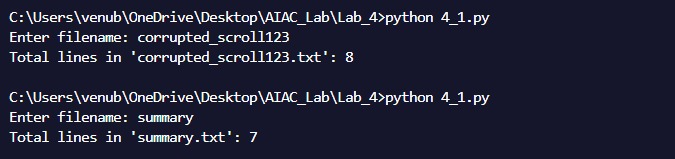 C:\Users\venub\OneDrive\Desktop\AIAC_Lab\Lab_4>python 4_1.py
Enter filename: corrupted_scroll123
Total lines in 'corrupted_scroll123.txt': 8
C:\Users\venub\OneDrive\Desktop\AIAC_Lab\Lab_4>python 4_1.py
Enter filename: summary
Total lines in 'summary.txt': 7